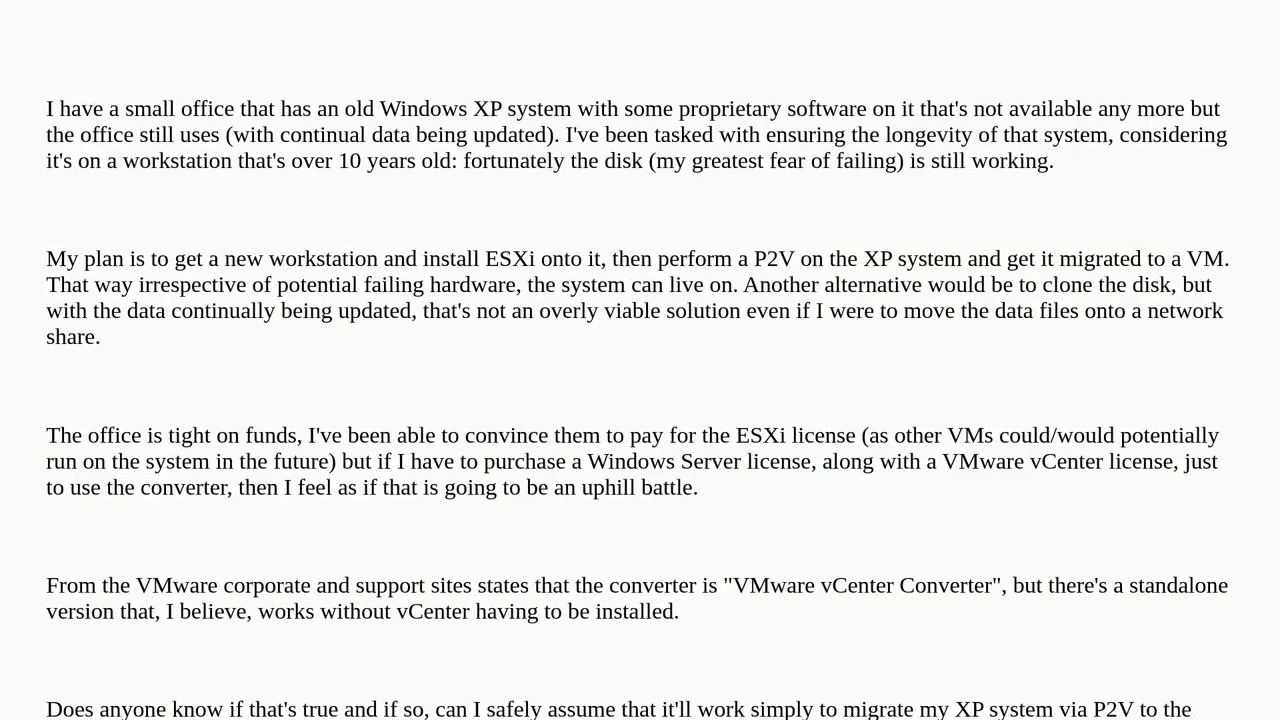 I have a small office that has an old Windows XP system with some proprietary software on it that's not available any more but
the office still uses (with continual data being updated). I've been tasked with ensuring the longevity of that system, considering
it's on a workstation that's over 10 years old: fortunately the disk (my greatest fear of failing) is still working.
My plan is to get a new workstation and install ESXi onto it, then perform a P2V on the XP system and get it migrated to a VM.
That way irrespective of potential failing hardware, the system can live on. Another alternative would be to clone the disk, but
with the data continually being updated, that's not an overly viable solution even if I were to move the data files onto a network
share.
The office is tight on funds, I've been able to convince them to pay for the ESXi license (as other VMs could/would potentially
run on the system in the future) but if I have to purchase a Windows Server license, along with a VMware vCenter license, just
to use the converter, then I feel as if that is going to be an uphill battle.
From the VMware corporate and support sites states that the converter is "VMware vCenter Converter", but there's a standalone
version that, I believe, works without vCenter having to be installed.
Does anyone know if that's true and if so, can I safely assume that it'll work simply to migrate my XP system via P2V to the